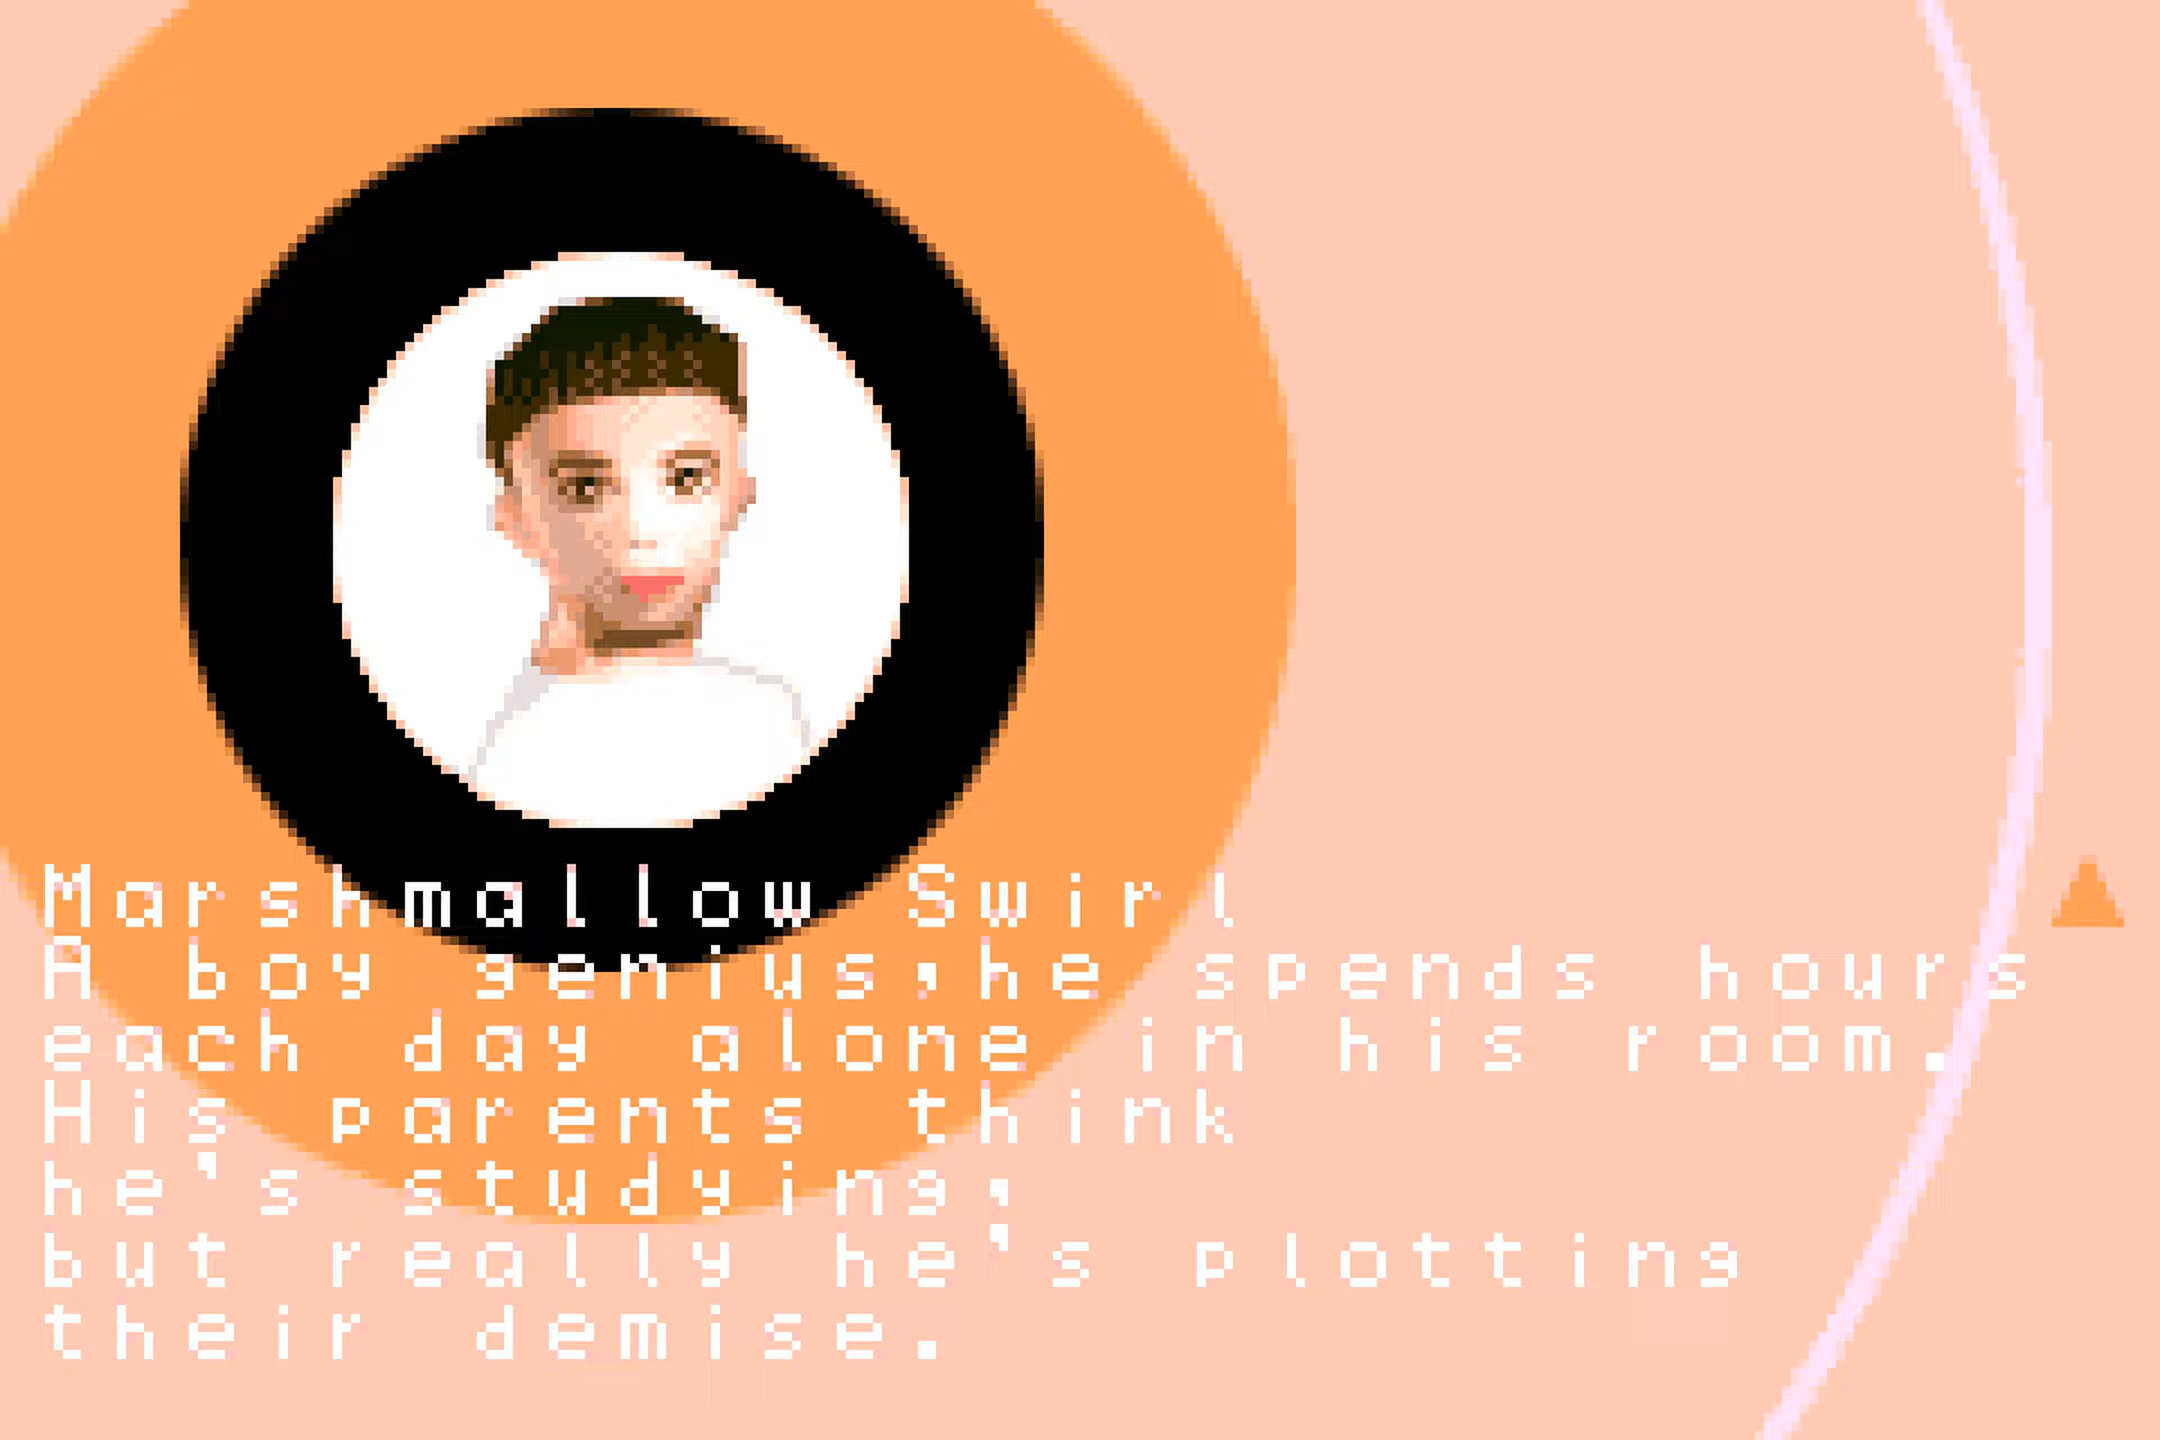 Marshmallow Swirl
A boy genius,he spends hours
each day alone in his room.
His parents think
he's studying,
but really he's plotting
their demise.